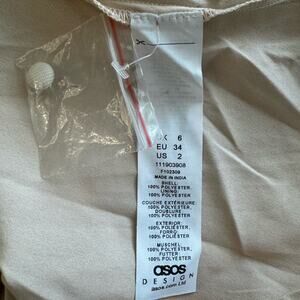 UK 6
EU 34
US 2
111903908
F102309
MADE IN INDIA
SHELL:
100% POLYESTER,
LINING:
100% POLYESTER
COUCHE EXTÉRIEURE:
100% POLYESTER,
DOUBLURE:
100% POLYESTER
EXTERIOR:
100% POLIÉSTER,
FORRO:
100% POLIÉSTER
MUSCHEL:
100% POLYESTER,
FUTTER:
100% POLYESTER
asos
DESIGN
asos.com Ltd